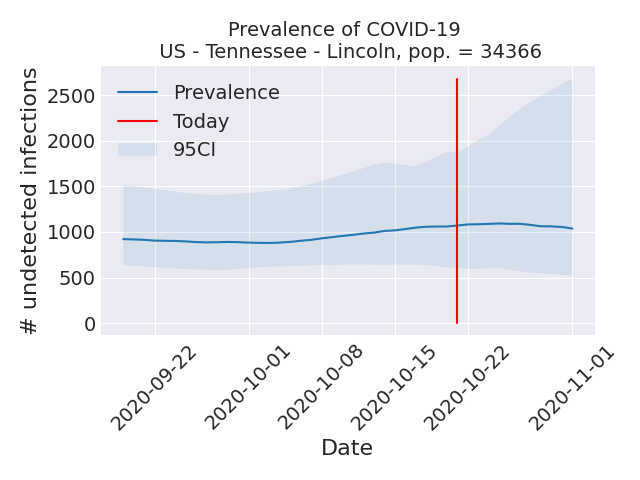 Prevalence of COVID-19
US - Tennessee - Lincoln, pop. = 34366
# undetected infections
2500
2000
1500
1000
500
0
Prevalence
Today
95CI
2020-09-22
2020-10-01
2020-10-08
2020-10-15
2020-10-22
2020-11-01
Date